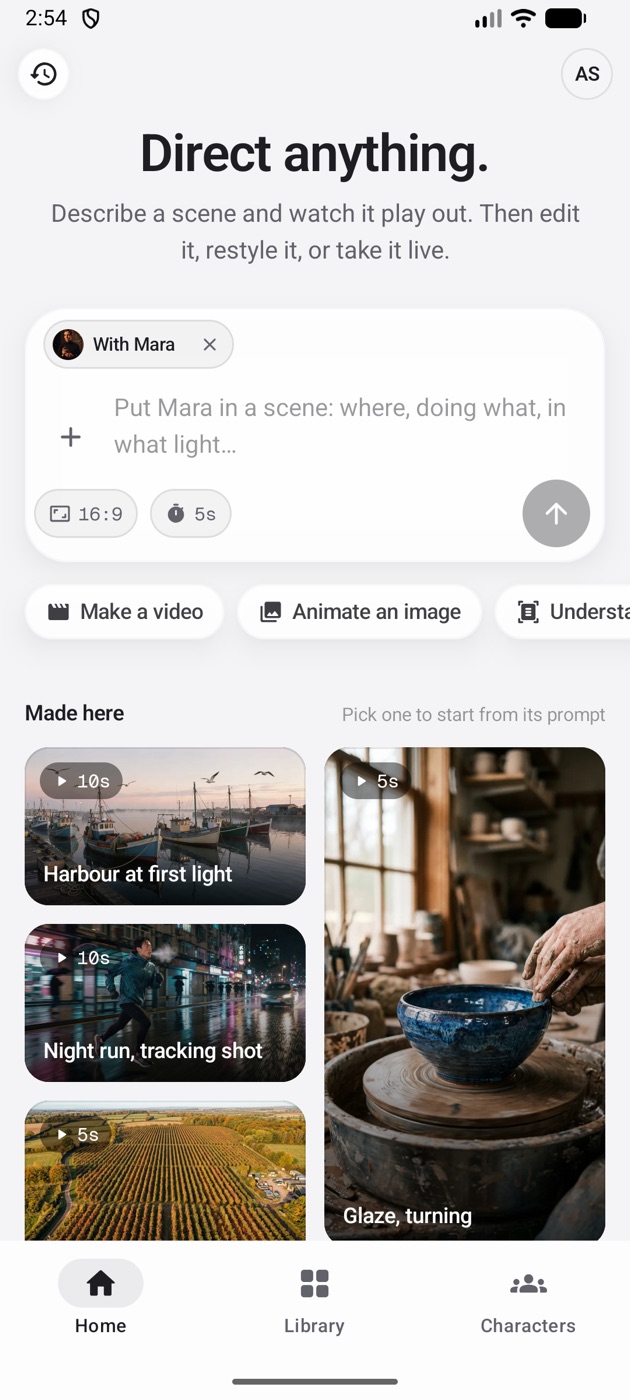 2:54
AS
Direct anything.
Describe a scene and watch it play out. Then edit
it, restyle it, or take it live.
With Mara
Put Mara in a scene: where, doing what, in
what light…
16:9
5s
Make a video
Animate an image
Understa
Made here
Pick one to start from its prompt
10s
Harbour at first light
5s
10s
Night run, tracking shot
5s
Glaze, turning
Home
Library
Characters